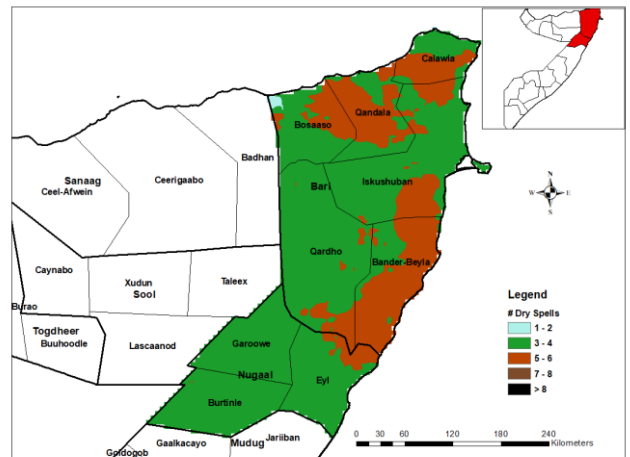 Calawla
Qandala
Bosaaso
Badhan
Sanaag
Ceel-Afwein
Ceerigaabo
Bari
Iskushuban
N
W
E
S
Qardho
Bander-Beyla
Caynabo
Xudun
Sool
Taleex
Burao
Togdheer
Buuhoodle
Lascaanod
Garoowe
Nugaal
Eyl
Burtinle
Gaalkacayo
Mudug
Jariiban
Goldogob
Legend
# Dry Spells
1 - 2
3 - 4
5 - 6
7 - 8
> 8
0 30 60 120 180 240
Kilometers